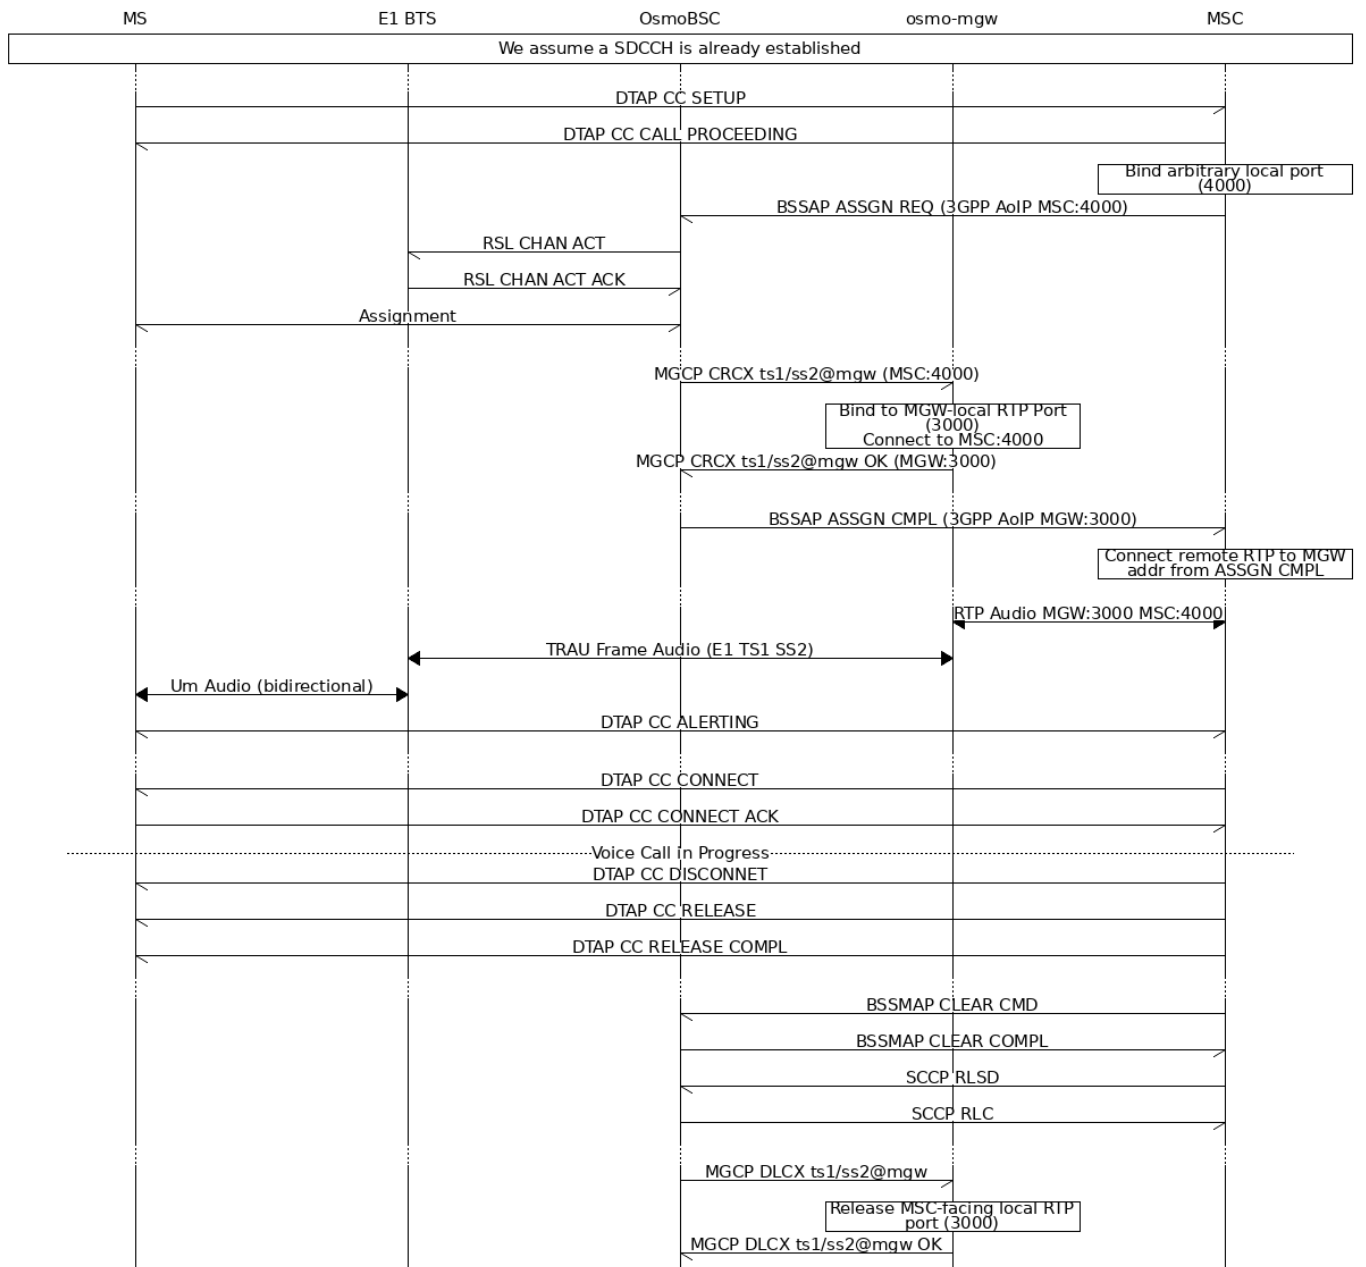 MS E1 BTS OsmoBSC osmo-mgw MSC
We assume a SDCCH is already established
DTAP CC SETUP
DTAP CC CALL PROCEEDING
Bind arbitrary local port
(4000)
BSSAP ASSGN REQ (3GPP AoIP MSC:4000)
RSL CHAN ACT
RSL CHAN ACT ACK
Assignment
MGCP CRCX ts1/ss2@mgw (MSC:4000)
Bind to MGW-local RTP Port
(3000)
Connect to MSC:4000
MGCP CRCX ts1/ss2@mgw OK (MGW:3000)
BSSAP ASSGN CMPL (3GPP AoIP MGW:3000)
Connect remote RTP to MGW
addr from ASSGN CMPL
RTP Audio MGW:3000 MSC:4000
TRAU Frame Audio (E1 TS1 SS2)
Um Audio (bidirectional)
DTAP CC ALERTING
DTAP CC CONNECT
DTAP CC CONNECT ACK
Voice Call in Progress
DTAP CC DISCONNET
DTAP CC RELEASE
DTAP CC RELEASE COMPL
BSSMAP CLEAR CMD
BSSMAP CLEAR COMPL
SCCP RLSD
SCCP RLC
MGCP DLCX ts1/ss2@mgw
Release MSC-facing local RTP
port (3000)
MGCP DLCX ts1/ss2@mgw OK